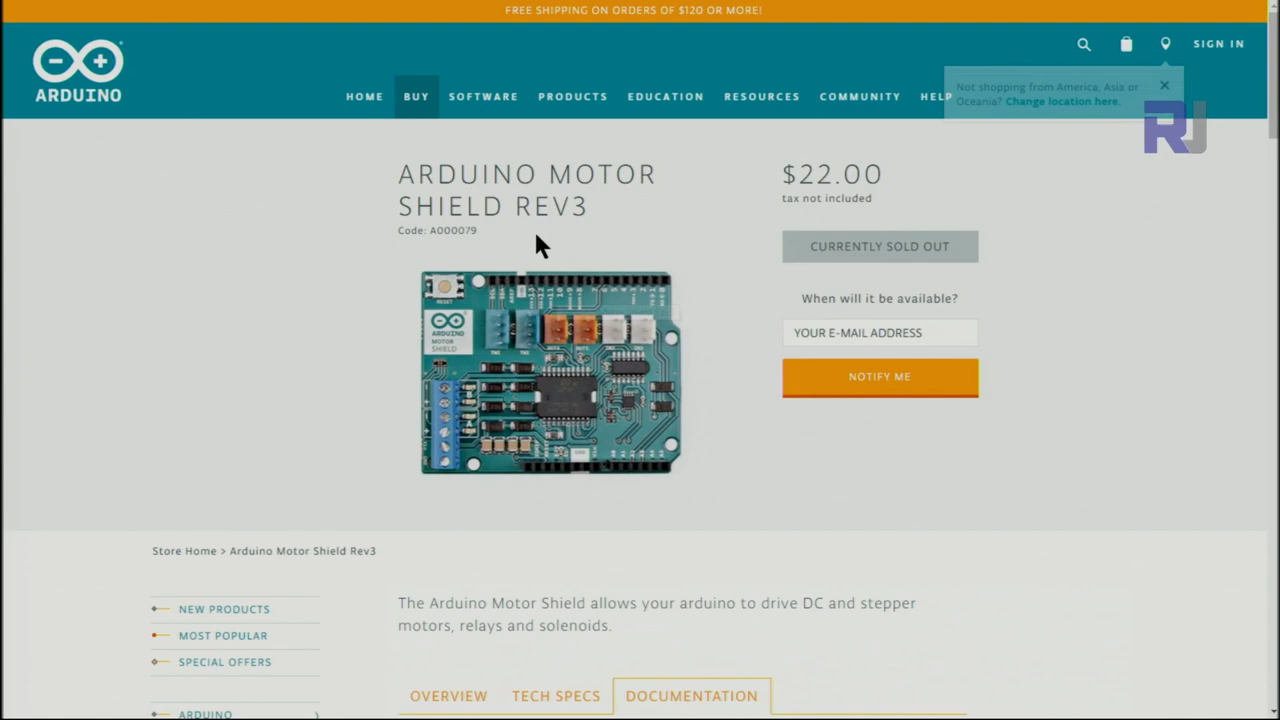 FREE SHIPPING ON ORDERS OF $120 OR MORE!
ARDUINO
SIGN IN
HOME
BUY
SOFTWARE
PRODUCTS
EDUCATION
RESOURCES
COMMUNITY
HELP
Not shopping from America, Asia or
Oceania? Change location here.
RJ
ARDUINO MOTOR
SHIELD REV3
Code: A000079
$22.00
tax not included
CURRENTLY SOLD OUT
When will it be available?
YOUR E-MAIL ADDRESS
NOTIFY ME
RESET
ARDUINO
MOTOR
SHIELD
Store Home > Arduino Motor Shield Rev3
NEW PRODUCTS
MOST POPULAR
SPECIAL OFFERS
ARDUINO
The Arduino Motor Shield allows your arduino to drive DC and stepper
motors, relays and solenoids.
OVERVIEW
TECH SPECS
DOCUMENTATION